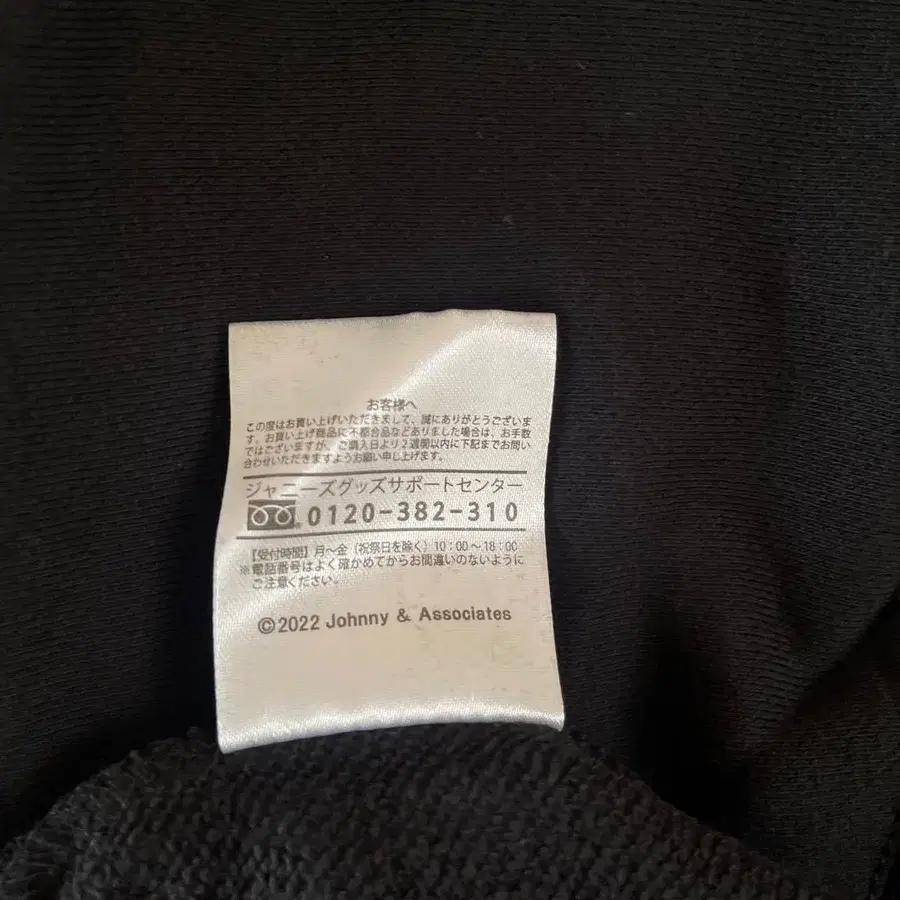 お客様へ
この度はお買い上げいただきまして、誠にありがとうございま
す。お買い上げ商品に不都合品などありました場合は、お手数
ではございますが、ご購入日より2週間以内に下記までお問い
合わせいただきますようお願い申し上げます。
ジャニーズグッズサポートセンター
0120-382-310
【受付時間】月～金（祝祭日を除く）10:00～18:00
※電話番号はよく確かめてからお間違いのないように
ご注意ください。
©2022 Johnny & Associates